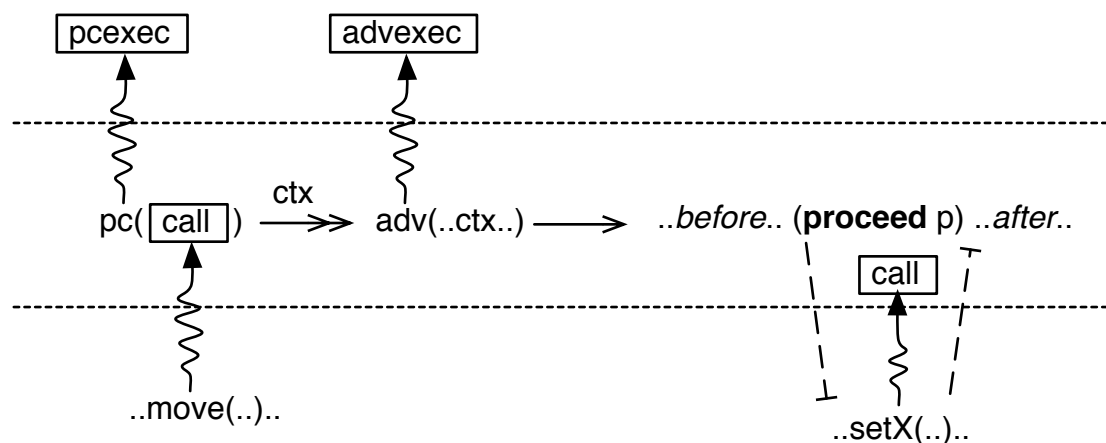 pcexec advexec
ctx
pc( call ) adv(..ctx..) ..before.. (proceed p) ..after..
call
..move(..)..
..setX(..)..